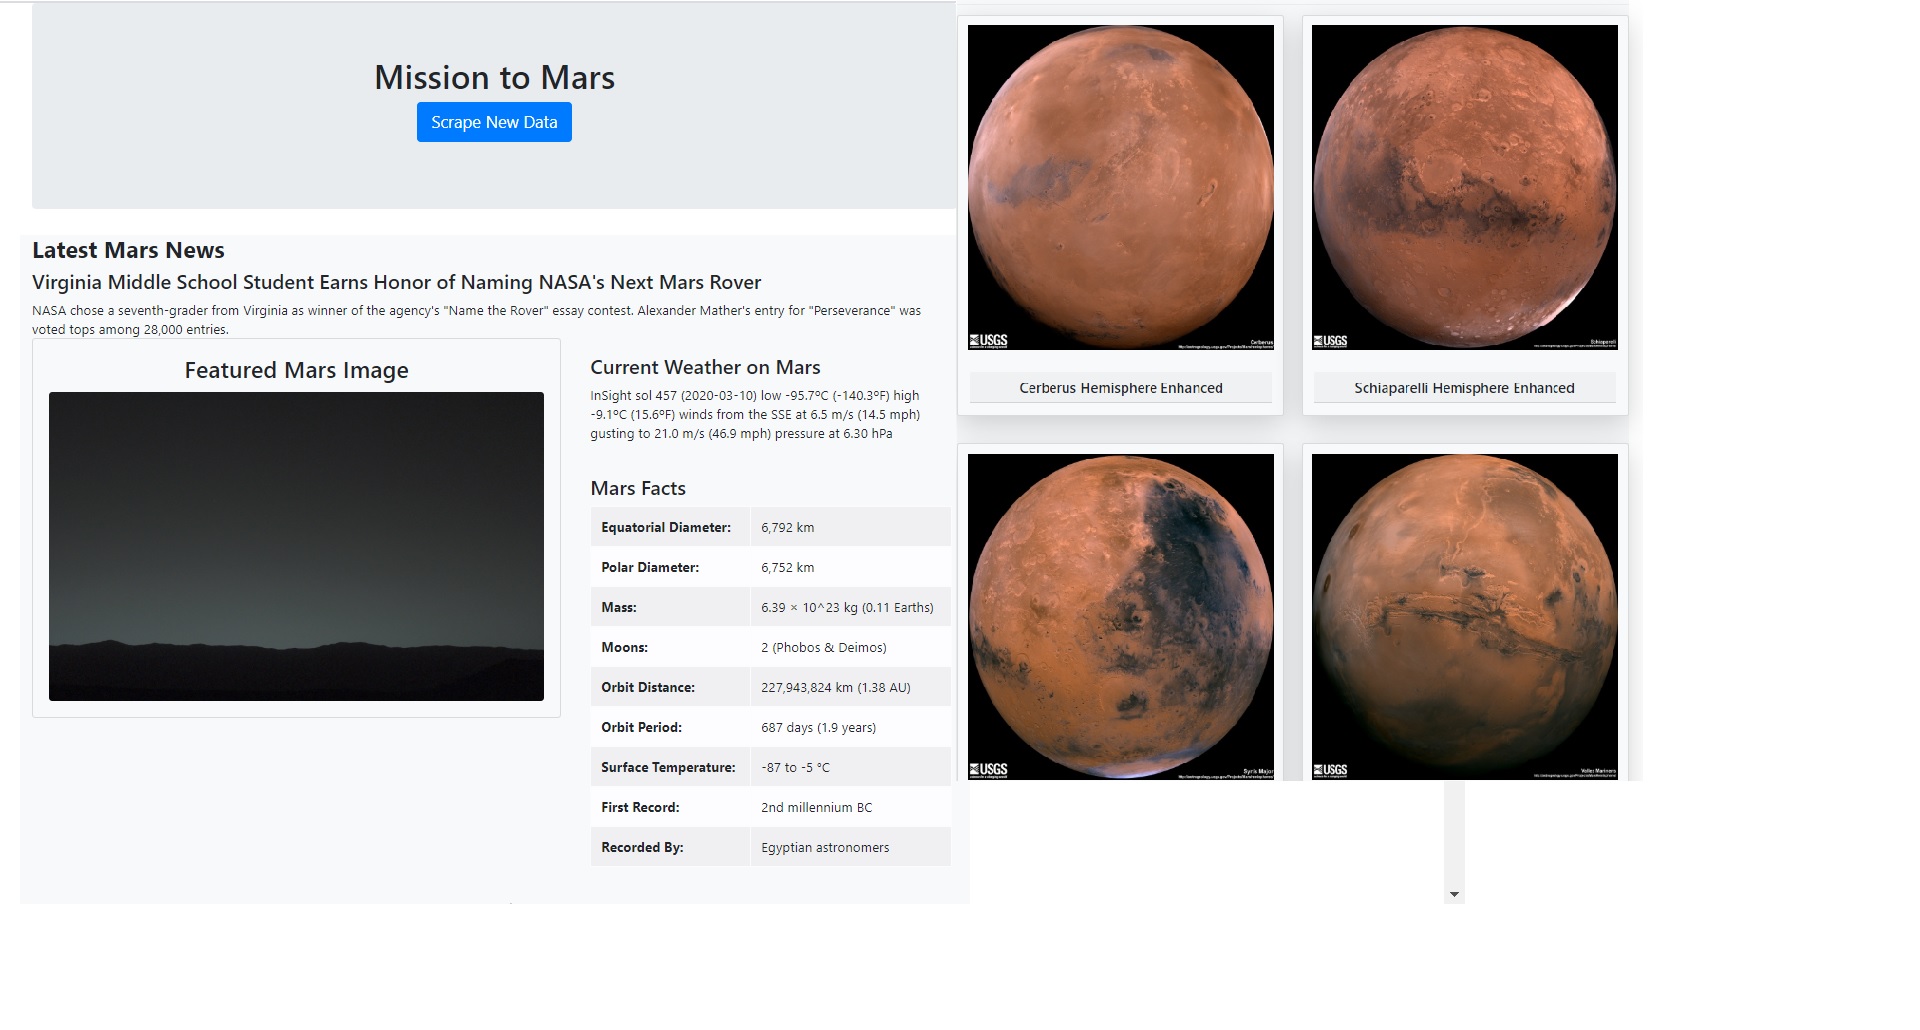 Mission to Mars
Scrape New Data
Latest Mars News
Virginia Middle School Student Earns Honor of Naming NASA's Next Mars Rover
NASA chose a seventh-grader from Virginia as winner of the agency's "Name the Rover" essay contest. Alexander Mather's entry for "Perseverance" was
voted tops among 28,000 entries.
Featured Mars Image
Current Weather on Mars
InSight sol 457 (2020-03-10) low -95.7ºC (-140.3ºF) high
-9.1ºC (15.6ºF) winds from the SSE at 6.5 m/s (14.5 mph)
gusting to 21.0 m/s (46.9 mph) pressure at 6.30 hPa
Mars Facts
Equatorial Diameter: 6,792 km
Polar Diameter: 6,752 km
Mass: 6.39 × 10^23 kg (0.11 Earths)
Moons: 2 (Phobos & Deimos)
Orbit Distance: 227,943,824 km (1.38 AU)
Orbit Period: 687 days (1.9 years)
Surface Temperature: -87 to -5 °C
First Record: 2nd millennium BC
Recorded By: Egyptian astronomers
USGS
Cerberus
Cerberus Hemisphere Enhanced
USGS
Schiaparelli
Schiaparelli Hemisphere Enhanced
USGS
Syrtis Major
USGS
Valles Marineris